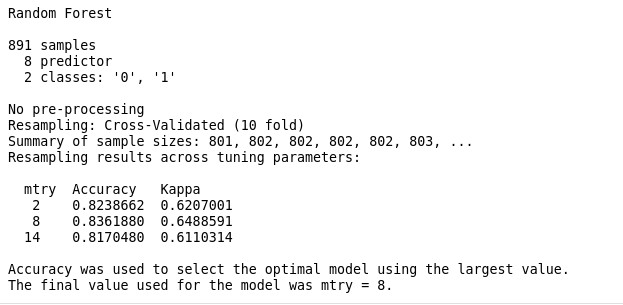 Random Forest
891 samples
8 predictor
2 classes: '0', '1'
No pre-processing
Resampling: Cross-Validated (10 fold)
Summary of sample sizes: 801, 802, 802, 802, 802, 803, ...
Resampling results across tuning parameters:
mtry  Accuracy   Kappa
2    0.8238662  0.6207001
8    0.8361880  0.6488591
14    0.8170480  0.6110314
Accuracy was used to select the optimal model using the largest value.
The final value used for the model was mtry = 8.